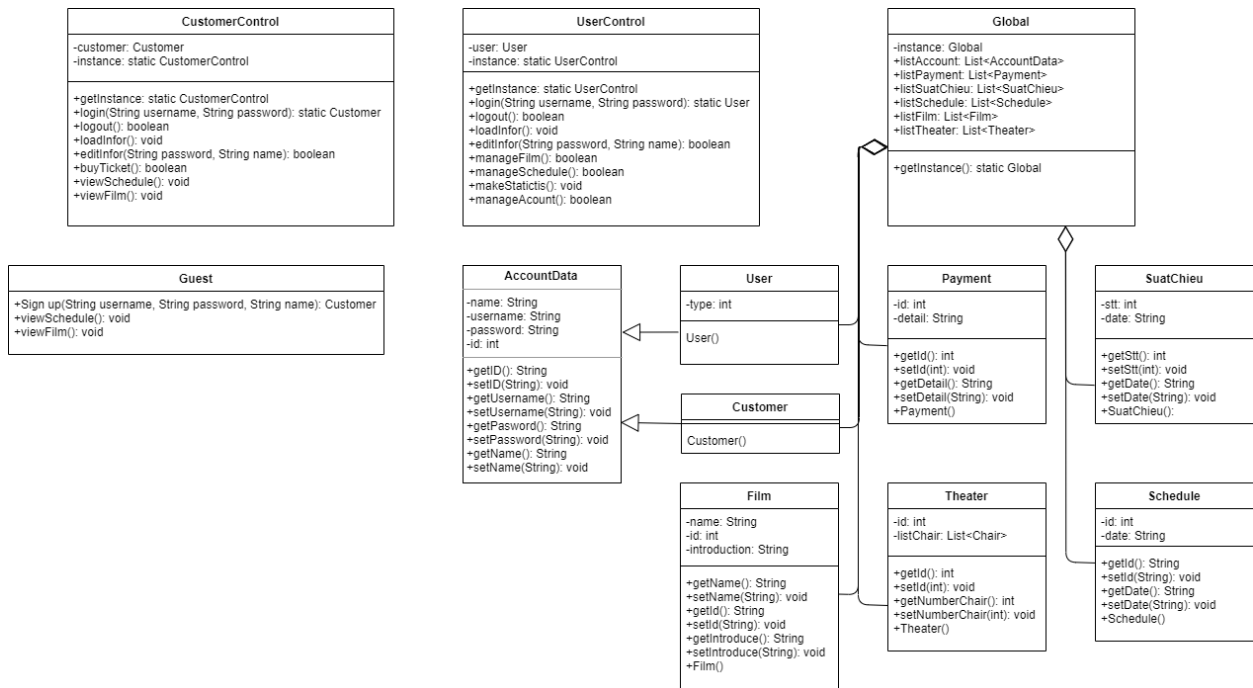 CustomerControl
-customer: Customer
-instance: static CustomerControl
+getInstance: static CustomerControl
+login(String username, String password): static Customer
+logout(): boolean
+loadInfor(): void
+editInfor(String password, String name): boolean
+buyTicket(): boolean
+viewSchedule(): void
+viewFilm(): void
UserControl
-user: User
-instance: static UserControl
+getInstance: static UserControl
+login(String username, String password): static User
+logout(): boolean
+loadInfor(): void
+editInfor(String password, String name): boolean
+manageFilm(): boolean
+manageSchedule(): boolean
+makeStatictis(): void
+manageAcount(): boolean
Global
-instance: Global
+listAccount: List<AccountData>
+listPayment: List<Payment>
+listSuatChieu: List<SuatChieu>
+listSchedule: List<Schedule>
+listFilm: List<Film>
+listTheater: List<Theater>
+getInstance(): static Global
Guest
+Sign up(String username, String password, String name): Customer
+viewSchedule(): void
+viewFilm(): void
AccountData
-name: String
-username: String
-password: String
-id: int
+getID(): String
+setID(String): void
+getUsername(): String
+setUsername(String): void
+getPasword(): String
+setPassword(String): void
+getName(): String
+setName(String): void
User
-type: int
User()
Payment
-id: int
-detail: String
+getId(): int
+setId(int): void
+getDetail(): String
+setDetail(String): void
+Payment()
SuatChieu
-stt: int
-date: String
+getStt(): int
+setStt(int): void
+getDate(): String
+setDate(String): void
+SuatChieu():
Customer
Customer()
Film
-name: String
-id: int
-introduction: String
+getName(): String
+setName(String): void
+getId(): String
+setId(String): void
+getIntroduce(): String
+setIntroduce(String): void
+Film()
Theater
-id: int
-listChair: List<Chair>
+getId(): int
+setId(int): void
+getNumberChair(): int
+setNumberChair(int): void
+Theater()
Schedule
-id: int
-date: String
+getId(): String
+setId(String): void
+getDate(): String
+setDate(String): void
+Schedule()